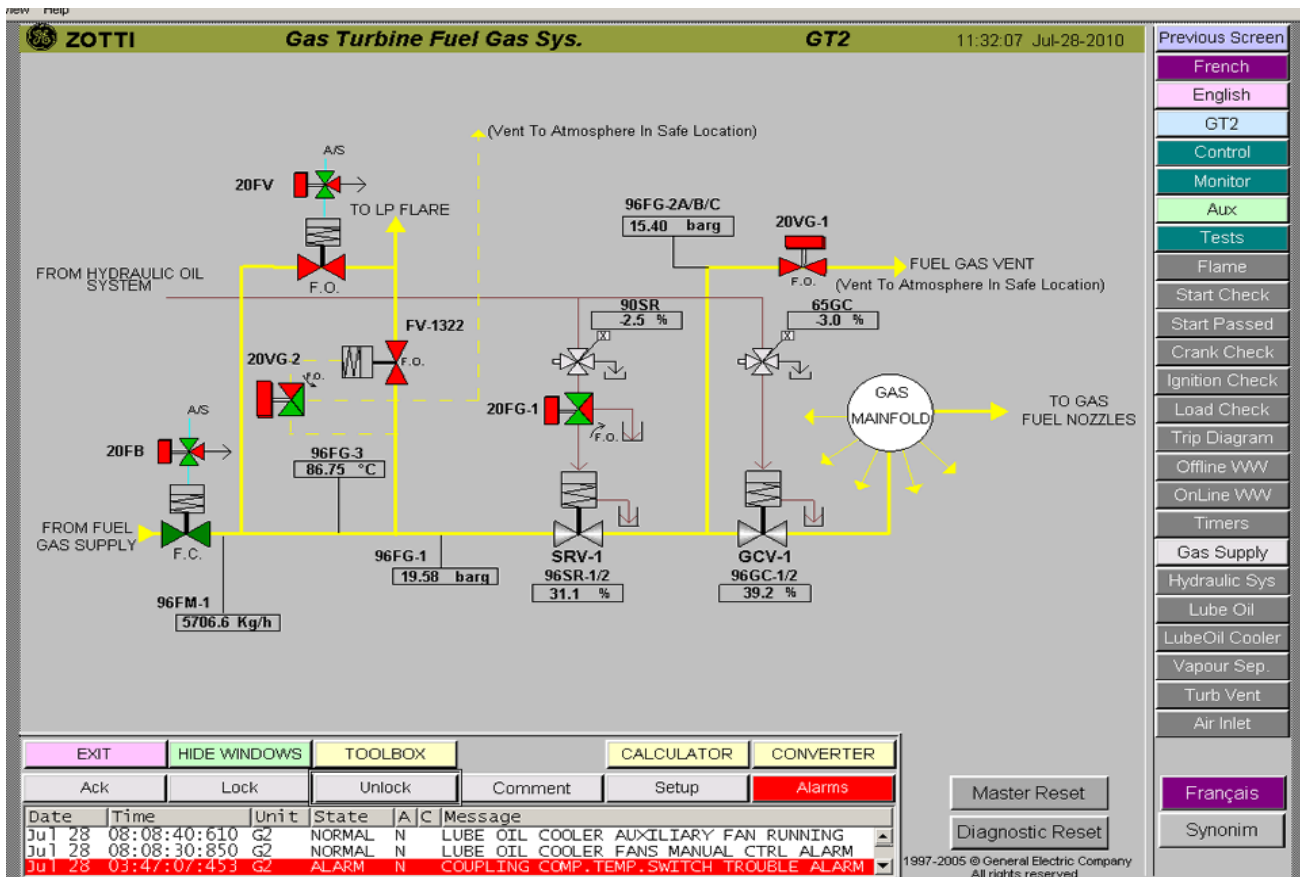 View Help
ZOTTI Gas Turbine Fuel Gas Sys. GT2 11:32:07 Jul-28-2010
(Vent To Atmosphere In Safe Location)
A/S
20FV
TO LP FLARE
96FG-2A/B/C
15.40 barg
20VG-1
FROM HYDRAULIC OIL
SYSTEM
F.O.
F.O.
FUEL GAS VENT
(Vent To Atmosphere In Safe Location)
90SR
-2.5 %
65GC
-3.0 %
X
X
FV-1322
F.O.
20VG-2
F.O.
20FG-1
F.O.
GAS
MAINFOLD
TO GAS
FUEL NOZZLES
A/S
20FB
96FG-3
86.75 °C
FROM FUEL
GAS SUPPLY
F.C.
96FG-1
19.58 barg
SRV-1
96SR-1/2
31.1 %
GCV-1
96GC-1/2
39.2 %
96FM-1
5706.6 Kg/h
Previous Screen
French
English
GT2
Control
Monitor
Aux
Tests
Flame
Start Check
Start Passed
Crank Check
Ignition Check
Load Check
Trip Diagram
Offline WW
OnLine WW
Timers
Gas Supply
Hydraulic Sys
Lube Oil
LubeOil Cooler
Vapour Sep.
Turb Vent
Air Inlet
Français
Synonim
EXIT HIDE WINDOWS TOOLBOX CALCULATOR CONVERTER
Ack Lock Unlock Comment Setup Alarms
Date Time Unit State A C Message
Jul 28 08:08:40:610 G2 NORMAL N LUBE OIL COOLER AUXILIARY FAN RUNNING
Jul 28 08:08:30:850 G2 NORMAL N LUBE OIL COOLER FANS MANUAL CTRL ALARM
Jul 28 03:47:07:453 G2 ALARM N COUPLING COMP.TEMP.SWITCH TROUBLE ALARM
Master Reset
Diagnostic Reset
1997-2005 © General Electric Company
All rights reserved